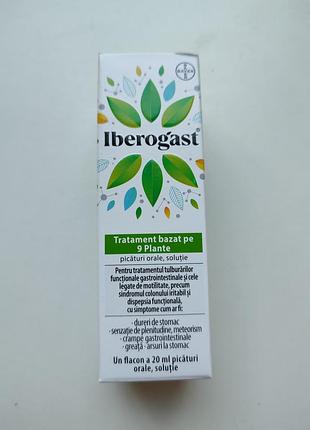 BAYER
Iberogast®
Tratament bazat pe
9 Plante
picături orale, soluție
Pentru tratamentul tulburărilor
funcționale gastrointestinale și cele
legate de motilitate, precum
sindromul colonului iritabil și
dispepsia funcțională,
cu simptome cum ar fi:
· dureri de stomac
· senzație de plenitudine, meteorism
· crampe gastrointestinale
· greață · arsuri la stomac
Un flacon a 20 ml picături
orale, soluție